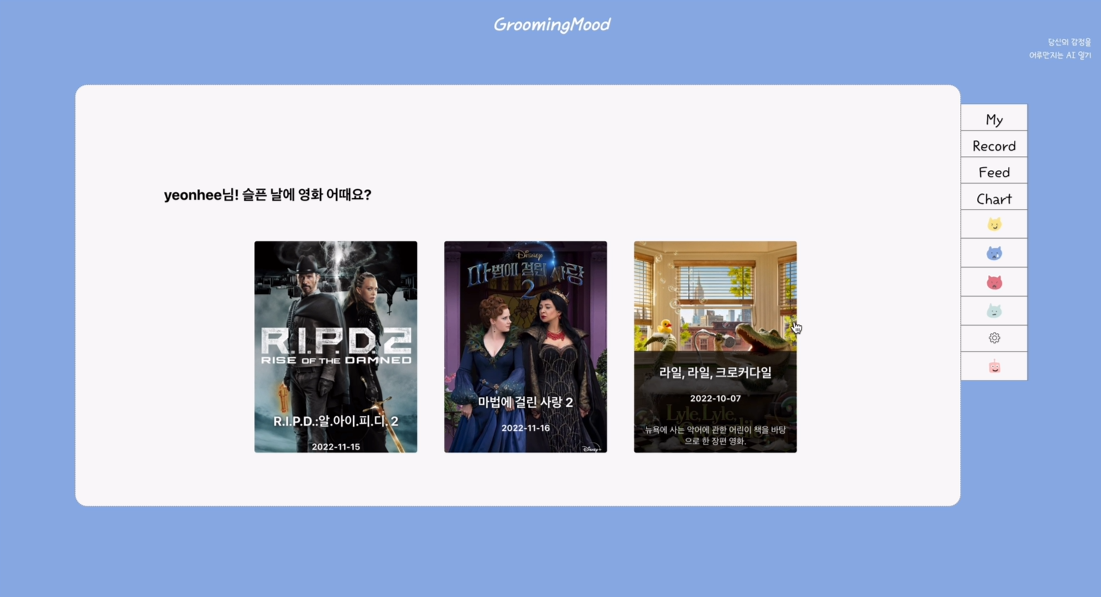 GroomingMood
당신의 감정을
어루만지는 AI 일기
My
Record
Feed
Chart
yeonhee님! 슬픈 날에 영화 어때요?
R.I.P.D.2
RISE OF THE DAMNED
R.I.P.D.:알.아이.피.디. 2
2022-11-15
Disney
마법에 걸린 사랑
2
마법에 걸린 사랑 2
2022-11-16
Disney+
라일, 라일, 크로커다일
2022-10-07
Lyle, Lyle,
뉴욕에 사는 악어에 관한 어린이 책을 바탕
으로 한 장편 영화.